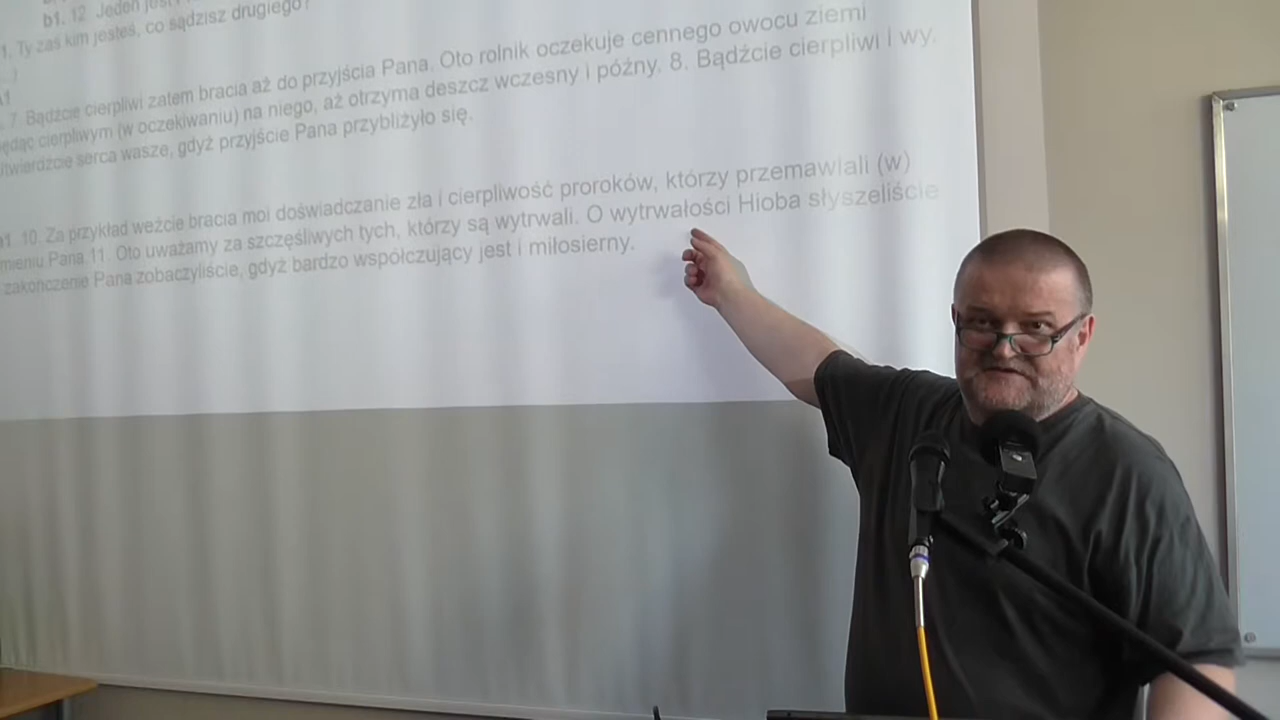 b1. 12 Jeden jest
1. Ty zaś kim jesteś, co sądzisz drugiego?
7. Bądźcie cierpliwi zatem bracia aż do przyjścia Pana. Oto rolnik oczekuje cennego owocu ziemi
będąc cierpliwym (w oczekiwaniu) na niego, aż otrzyma deszcz wczesny i późny. 8. Bądźcie cierpliwi i wy.
utwierdźcie serca wasze, gdyż przyjście Pana przybliżyło się.
1. 10. Za przykład weźcie bracia moi doświadczanie zła i cierpliwość proroków, którzy przemawiali (w)
imieniu Pana 11. Oto uważamy za szczęśliwych tych, którzy są wytrwali. O wytrwałości Hioba słyszeliście
zakończenie Pana zobaczyliście, gdyż bardzo współczujący jest i miłosierny.